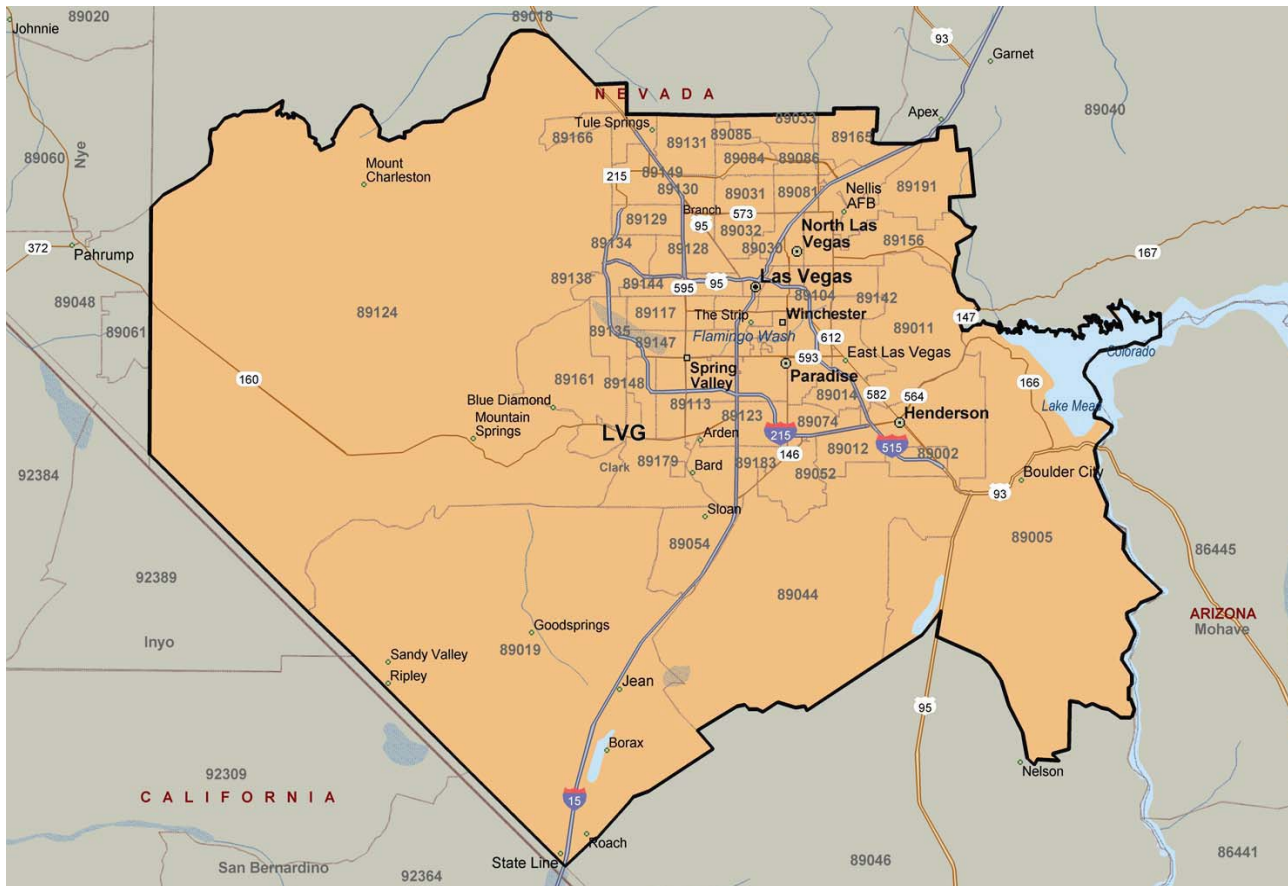 89020
89018
Johnnie
93
Garnet
NEVADA
89040
Apex
89033
Tule Springs
89085
89165
89166
89131
89060
Nye
89084
89086
Mount
Charleston
89149
215
89130
89031
89081
Nellis
AFB
89191
Branch
573
89129
95
89032
North Las
Vegas
372
Pahrump
89134
89128
89030
89156
167
89138
89144
595
95
Las Vegas
89104
89142
89048
89061
89124
89117
The Strip
Winchester
147
89011
89135
89147
Flamingo Wash
612
Colorado
593
East Las Vegas
Spring
Valley
Paradise
160
89161
89148
166
89014
582
564
Lake Mead
Blue Diamond
89113
89123
Henderson
Mountain
Springs
89074
LVG
Arden
215
515
89012
89002
146
Clark
89179
Bard
89183
89052
Boulder City
92384
93
Sloan
89054
89005
86445
92389
89044
ARIZONA
Mohave
Inyo
Goodsprings
89019
Sandy Valley
Ripley
Jean
95
Borax
Nelson
92309
CALIFORNIA
15
Roach
State Line
San Bernardino
92364
89046
86441